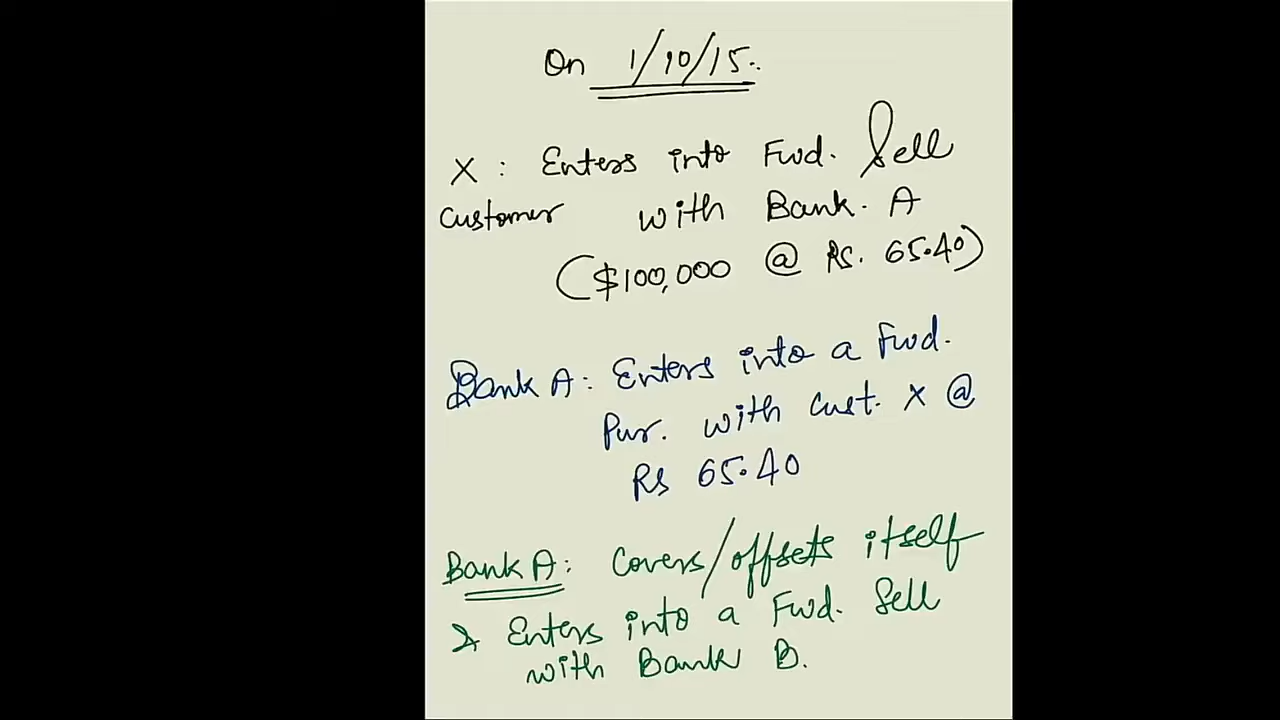 On 1/10/15.
X : Enters into Fwd. Sell
Customer with Bank. A
($100,000 @ Rs. 65.40)
Bank A: Enters into a Fwd.
Pur. with Cust. X @
Rs 65.40
Bank A: Covers/offsets itself
& Enters into a Fwd. Sell
with Bank B.